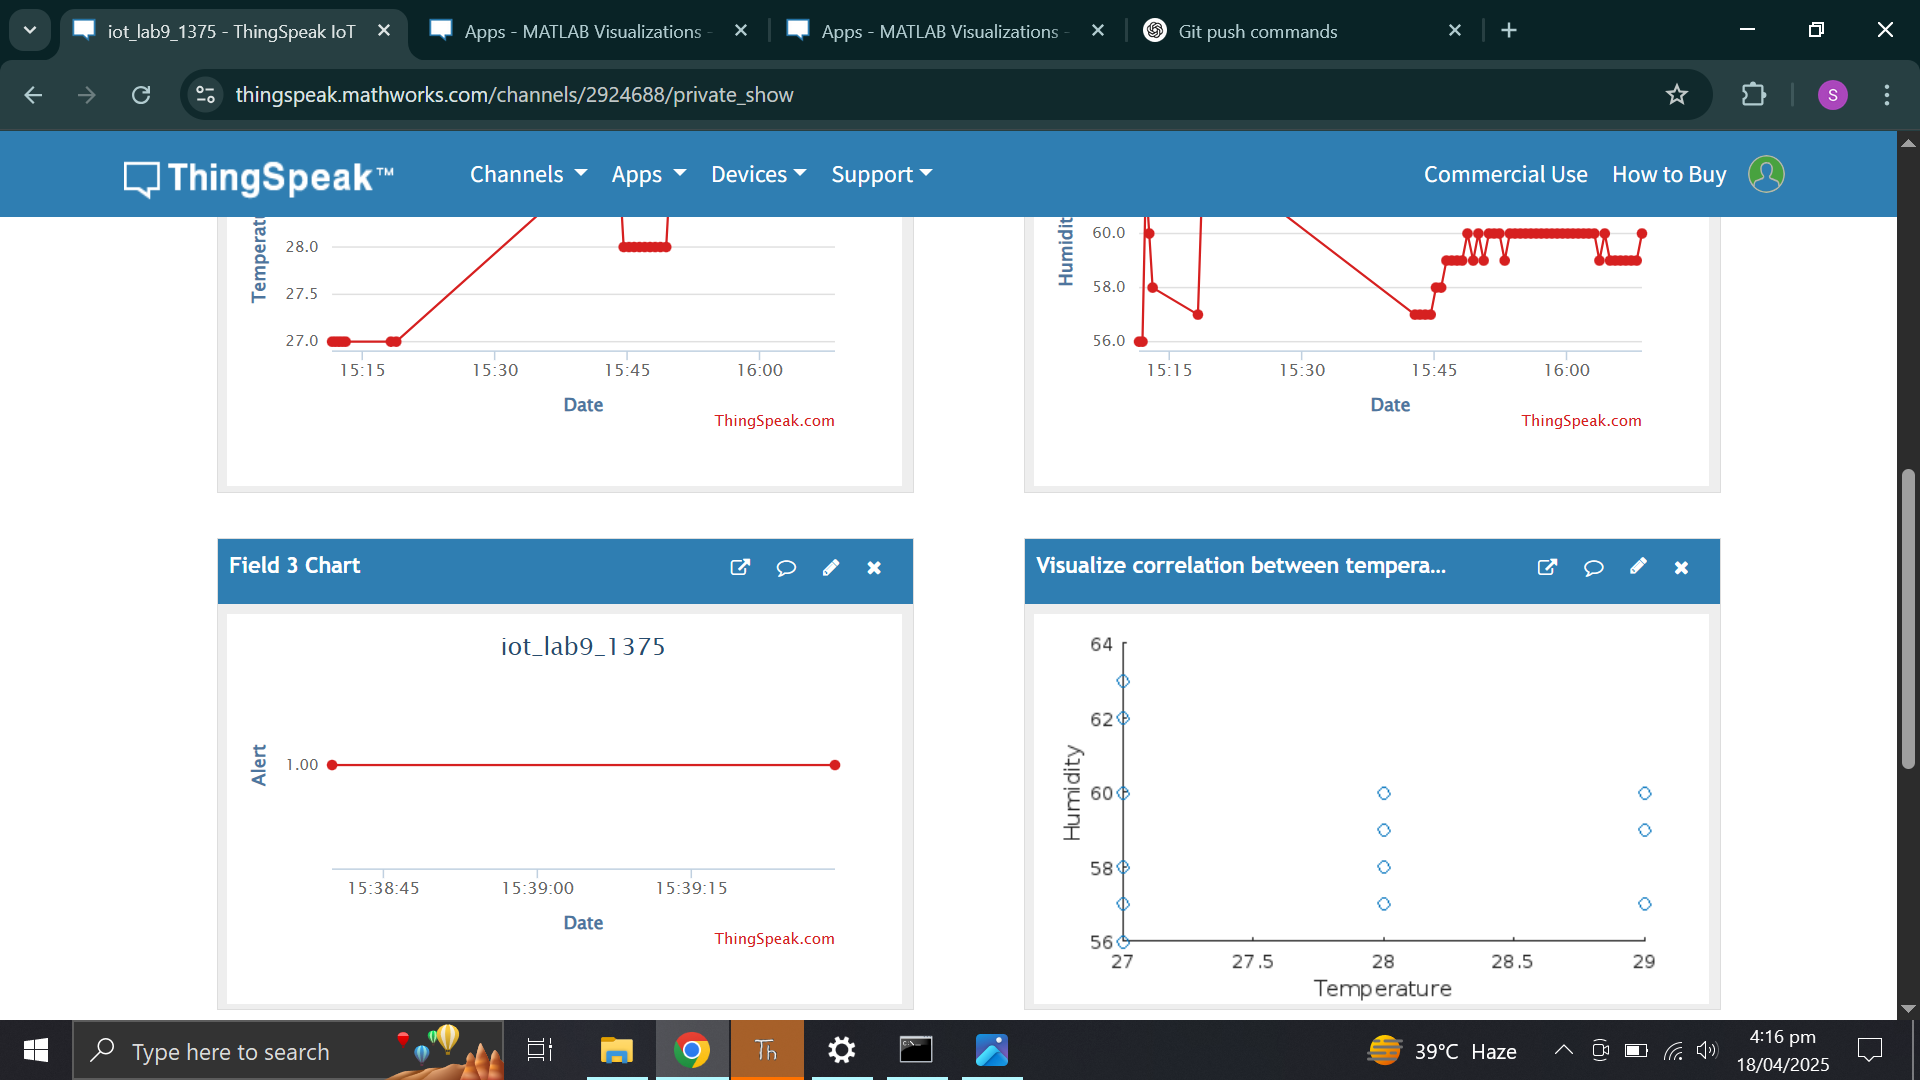 iot_lab9_1375 - ThingSpeak IoT
Apps - MATLAB Visualizations -
Apps - MATLAB Visualizations -
Git push commands
thingspeak.mathworks.com/channels/2924688/private_show
S
ThingSpeak™
Channels
Apps
Devices
Support
Commercial Use
How to Buy
Temperatu
28.0
27.5
27.0
15:15
15:30
15:45
16:00
Date
ThingSpeak.com
Humidit
60.0
58.0
56.0
15:15
15:30
15:45
16:00
Date
ThingSpeak.com
Field 3 Chart
iot_lab9_1375
Alert
1.00
15:38:45
15:39:00
15:39:15
Date
ThingSpeak.com
Visualize correlation between tempera...
Humidity
64
62
60
58
56
27
27.5
28
28.5
29
Temperature
Type here to search
Th
39°C Haze
4:16 pm
18/04/2025